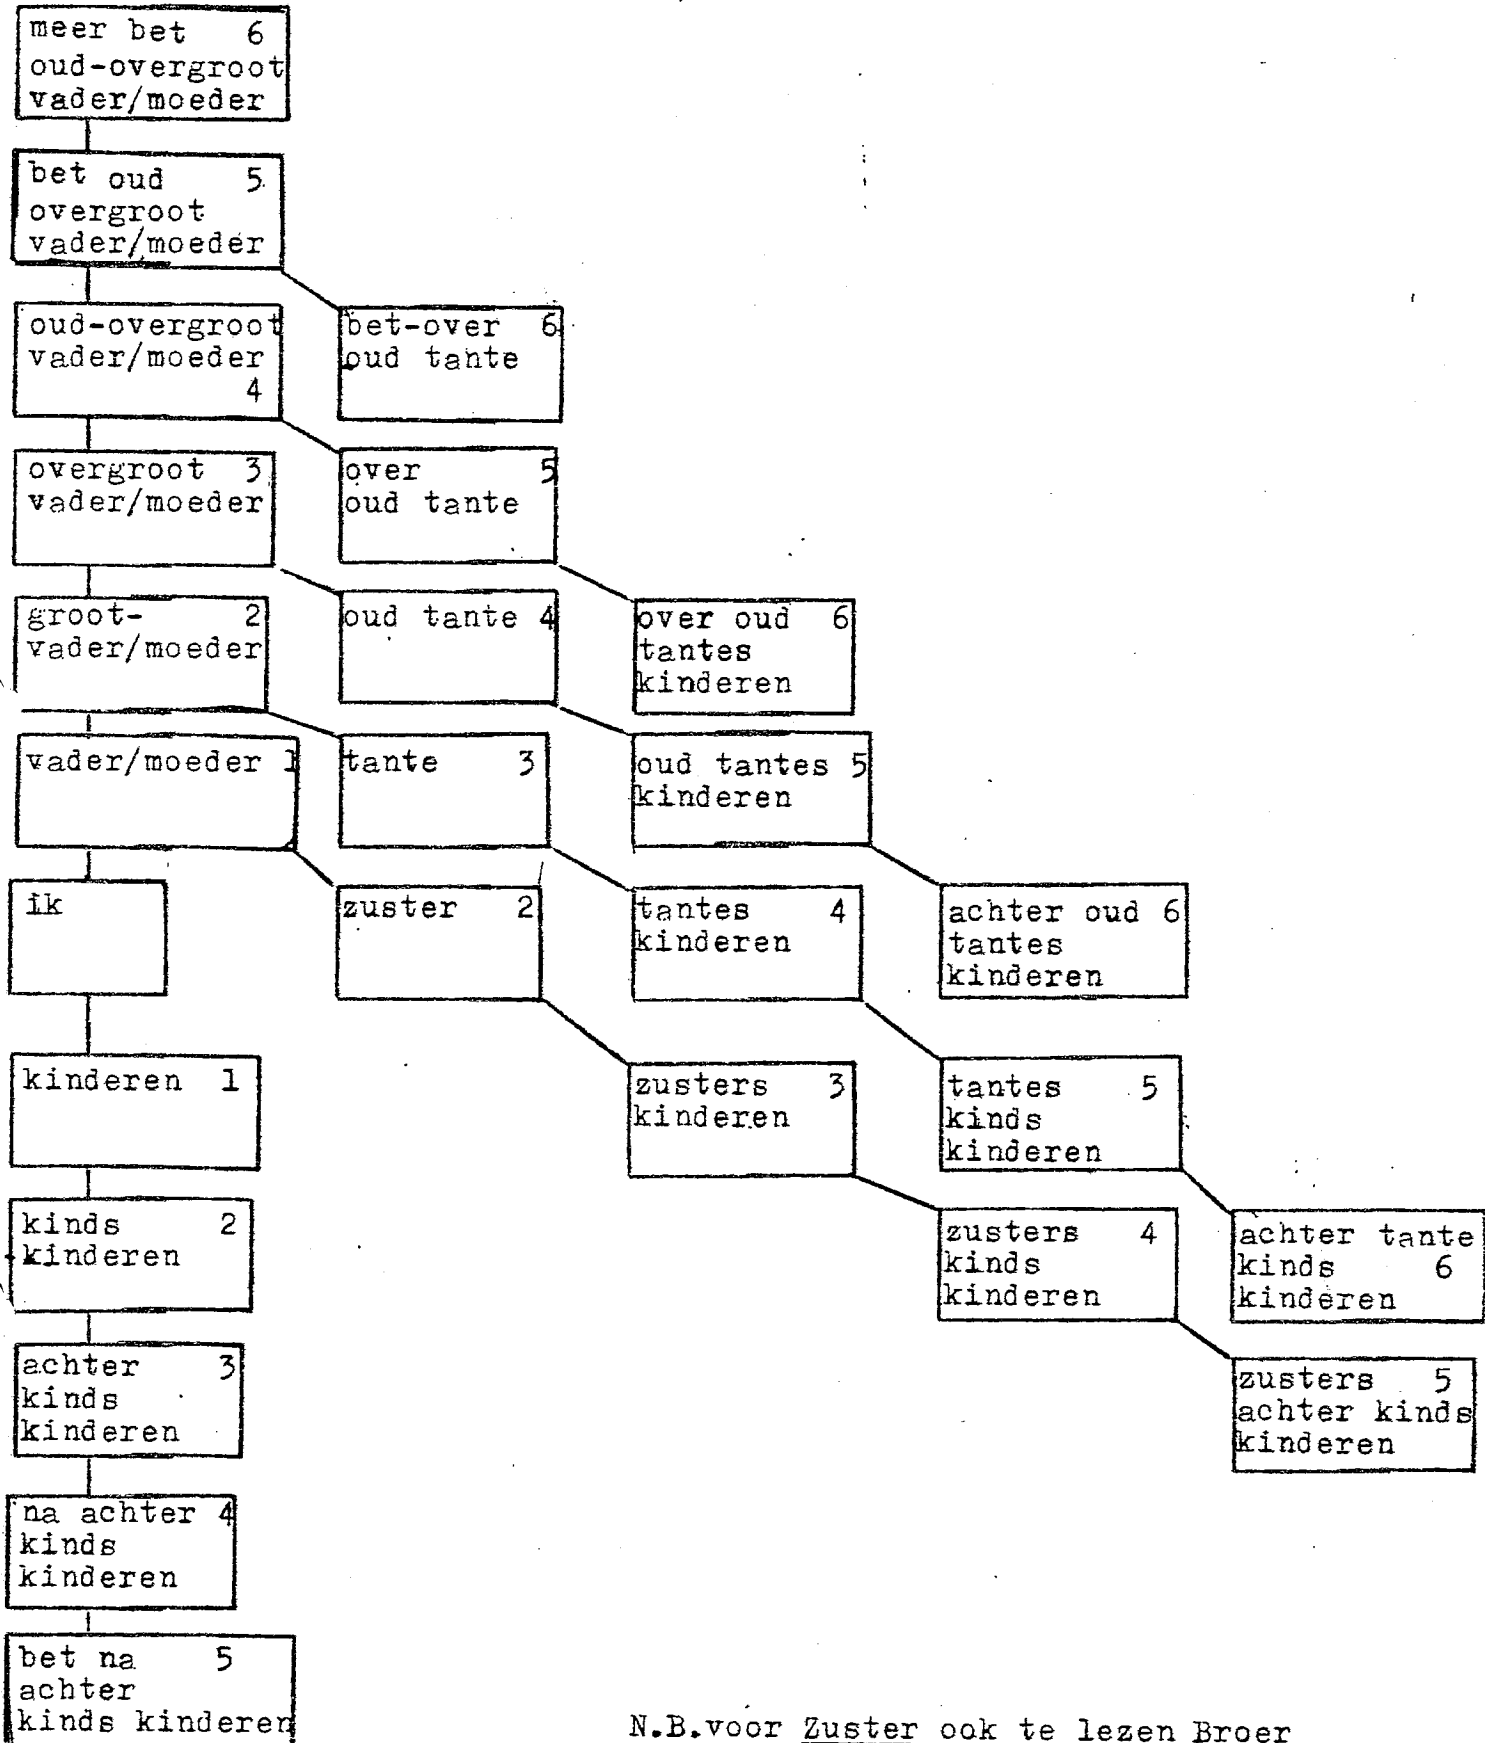 meer bet 6
oud-overgroot
vader/moeder
bet oud 5
overgroot
vader/moeder
oud-overgroot
vader/moeder
4
bet-over 6
oud tante
overgroot 3
vader/moeder
over 5
oud tante
groot- 2
vader/moeder
oud tante 4
over oud 6
tantes
kinderen
vader/moeder 1
tante 3
oud tantes 5
kinderen
ik
zuster 2
tantes 4
kinderen
achter oud 6
tantes
kinderen
kinderen 1
zusters 3
kinderen
tantes 5
kinds
kinderen
kinds 2
kinderen
zusters 4
kinds
kinderen
achter tante
kinds 6
kinderen
achter 3
kinds
kinderen
zusters 5
achter kinds
kinderen
na achter 4
kinds
kinderen
bet na 5
achter
kinds kinderen
N.B.voor Zuster ook te lezen Broer